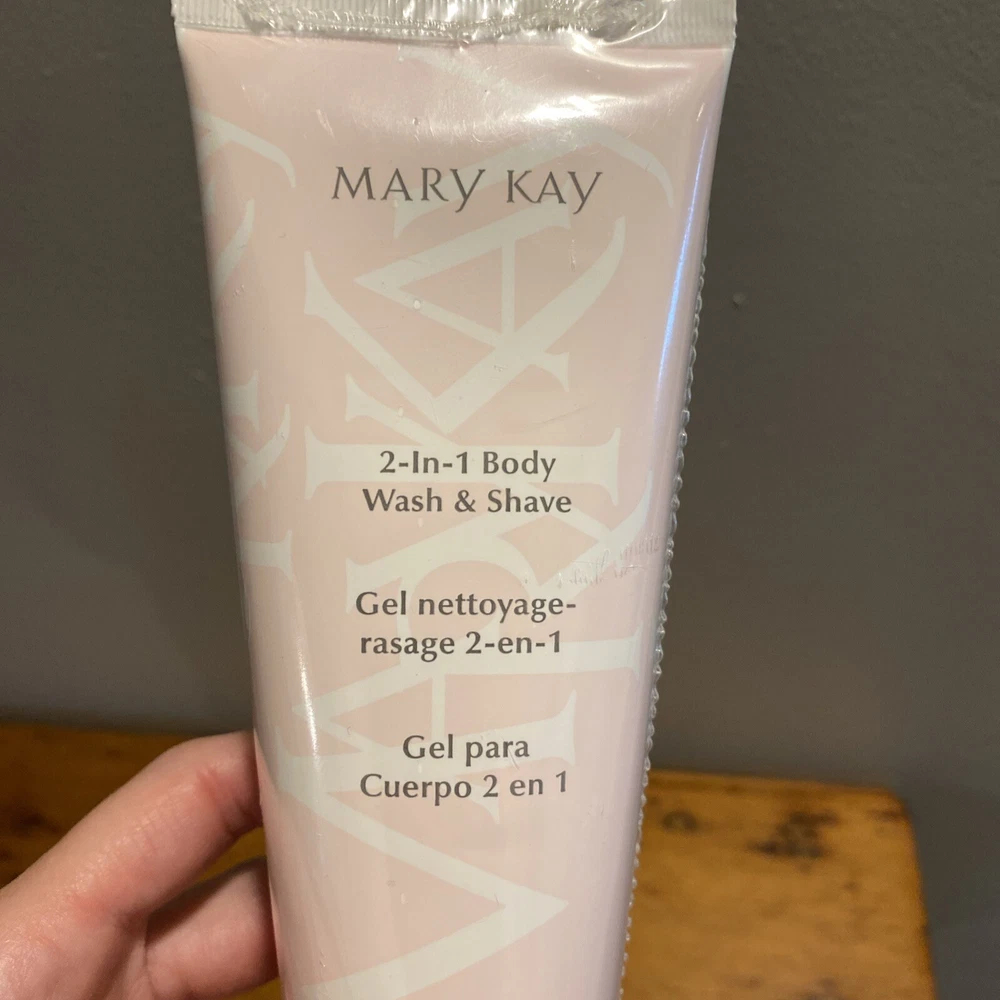 MARY KAY
2-In-1 Body
Wash & Shave
Gel nettoyage-
rasage 2-en-1
Gel para
Cuerpo 2 en 1